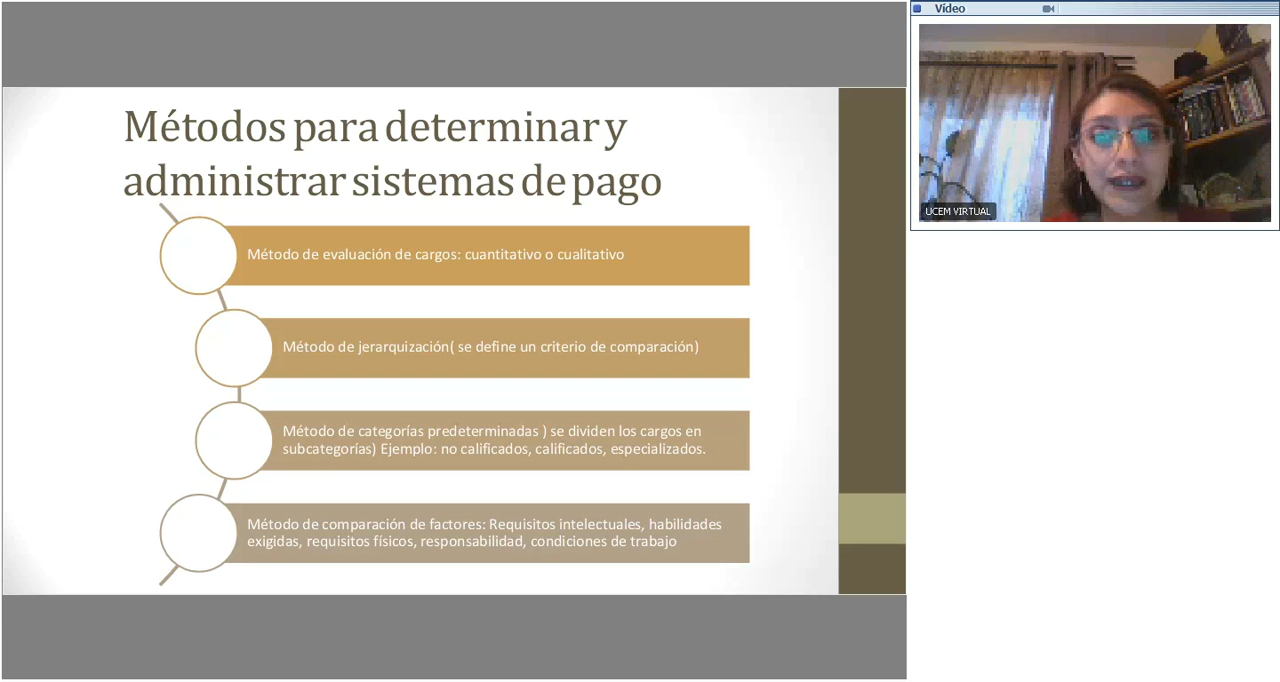 Métodos para determinar y
administrar sistemas de pago
Método de evaluación de cargos: cuantitativo o cualitativo
Método de jerarquización( se define un criterio de comparación)
Método de categorías predeterminadas ) se dividen los cargos en
subcategorías) Ejemplo: no calificados, calificados, especializados.
Método de comparación de factores: Requisitos intelectuales, habilidades
exigidas, requisitos físicos, responsabilidad, condiciones de trabajo
Vídeo
UCEM VIRTUAL